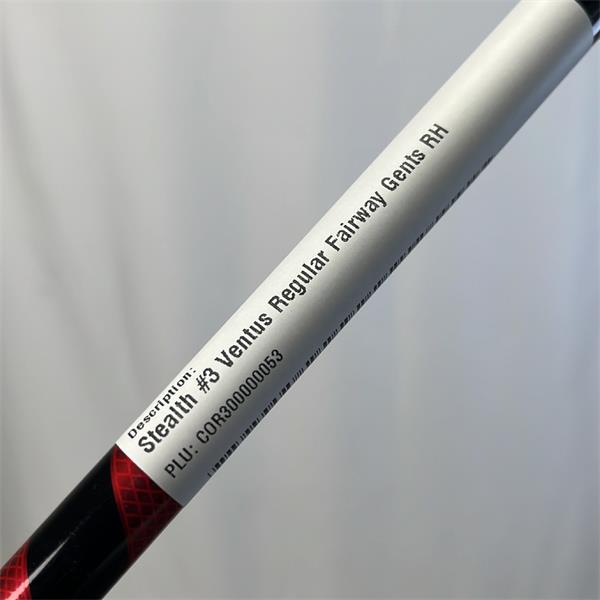 Description:
Stealth #3 Ventus Regular Fairway Gents RH
PLU: COR300000053